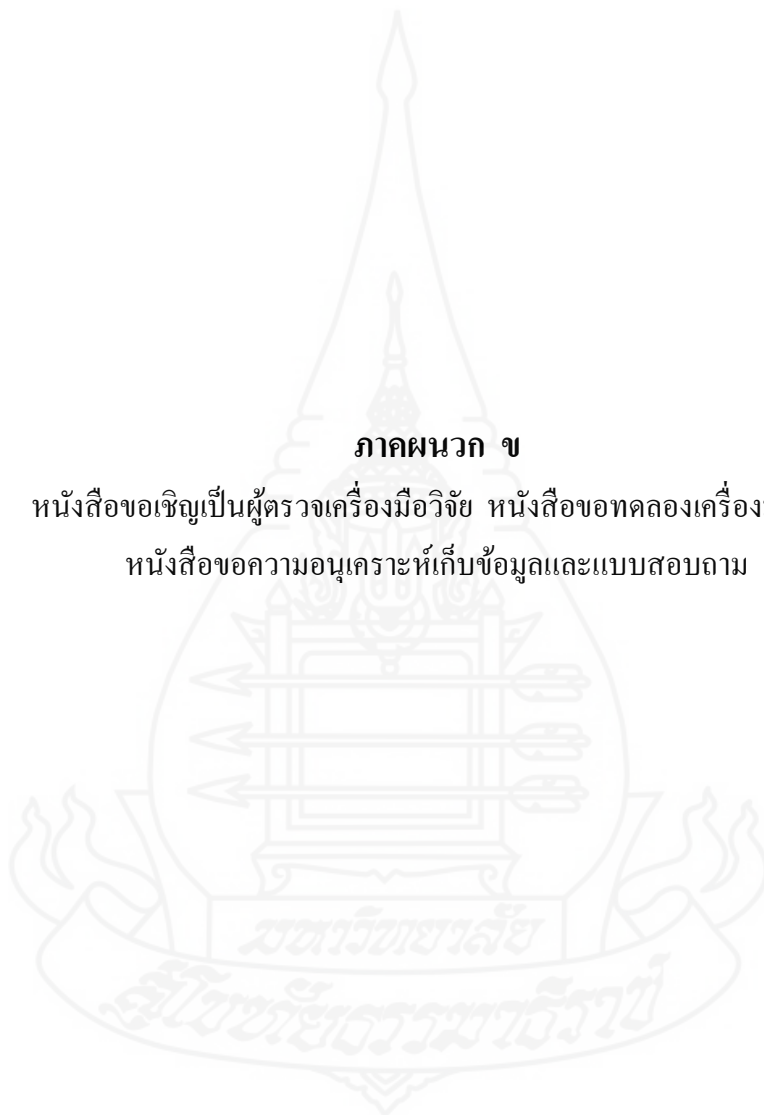 ภาคผนวก ข
หนังสือขอเชิญเป็นผู้ตรวจเครื่องมือวิจัย หนังสือขอทดลองเครื่อง
หนังสือขอความอนุเคราะห์เก็บข้อมูลและแบบสอบถาม
มหาวิทยาลัย
สุโขทัยธรรมาธิราช